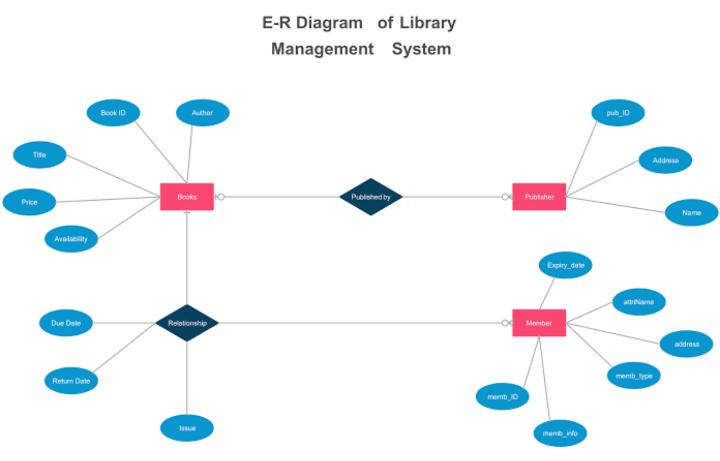 E-R Diagram of Library
Management System
Book ID
Author
pub_ID
Title
Address
Price
Books
Published by
Publisher
Name
Availability
Expiry_date
attriName
Due Date
Relationship
Member
address
Return Date
memb_type
memb_ID
Issue
memb_info